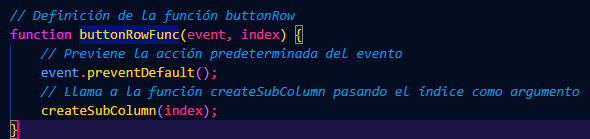 // Definición de la función buttonRow
function buttonRowFunc(event, index) {
    // Previene la acción predeterminada del evento
    event.preventDefault();
    // Llama a la función createSubColumn pasando el índice como argumento
    createSubColumn(index);
}